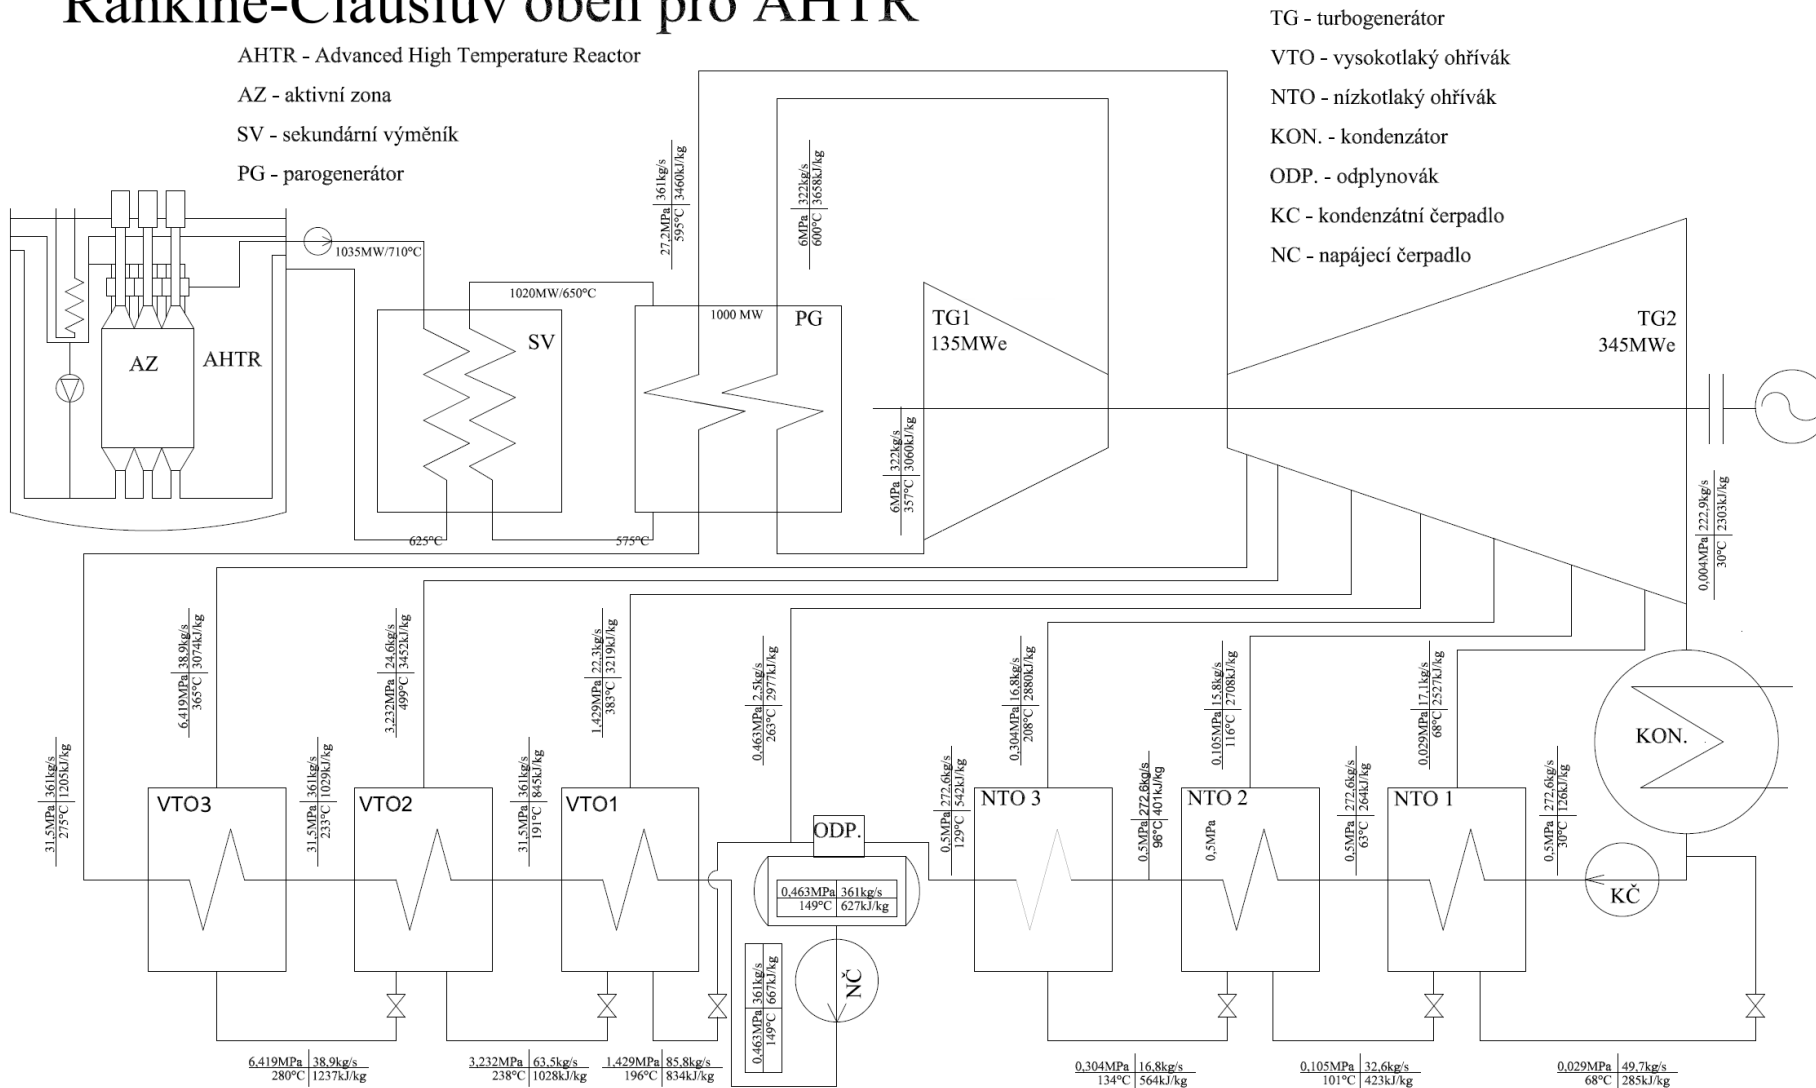 Rankine-Clausiův oběh pro AHTR
AHTR - Advanced High Temperature Reactor
AZ - aktivní zona
SV - sekundární výměník
PG - parogenerátor
TG - turbogenerátor
VTO - vysokotlaký ohřívák
NTO - nízkotlaký ohřívák
KON. - kondenzátor
ODP. - odplynovák
KC - kondenzátní čerpadlo
NC - napájecí čerpadlo
27,2MPa 361kg/s
595°C 3460kJ/kg
6MPa 322kg/s
600°C 3658kJ/kg
1035MW/710°C
1020MW/650°C
1000 MW
PG
SV
AZ
AHTR
TG1
135MWe
TG2
345MWe
6MPa 322kg/s
357°C 3060kJ/kg
625°C
575°C
0,004MPa 222,9kg/s
30°C 2303kJ/kg
6,419MPa 38,9kg/s
365°C 3074kJ/kg
3,232MPa 24,6kg/s
499°C 3452kJ/kg
1,429MPa 22,3kg/s
383°C 3219kJ/kg
0,463MPa 2,5kg/s
263°C 2977kJ/kg
0,304MPa 16,8kg/s
208°C 2880kJ/kg
0,105MPa 15,8kg/s
116°C 2708kJ/kg
0,029MPa 17,1kg/s
68°C 2527kJ/kg
KON.
31,5MPa 361kg/s
275°C 1205kJ/kg
VTO3
31,5MPa 361kg/s
233°C 1029kJ/kg
VTO2
31,5MPa 361kg/s
191°C 845kJ/kg
VTO1
ODP.
0,463MPa 361kg/s
149°C 627kJ/kg
0,5MPa 272,6kg/s
129°C 542kJ/kg
NTO 3
0,5MPa 272,6kg/s
96°C 401kJ/kg
NTO 2
0,5MPa
0,5MPa 272,6kg/s
63°C 264kJ/kg
NTO 1
0,5MPa 272,6kg/s
30°C 126kJ/kg
KČ
0,463MPa 361kg/s
149°C 667kJ/kg
NČ
6,419MPa 38,9kg/s
280°C 1237kJ/kg
3,232MPa 63,5kg/s
238°C 1028kJ/kg
1,429MPa 85,8kg/s
196°C 834kJ/kg
0,304MPa 16,8kg/s
134°C 564kJ/kg
0,105MPa 32,6kg/s
101°C 423kJ/kg
0,029MPa 49,7kg/s
68°C 285kJ/kg